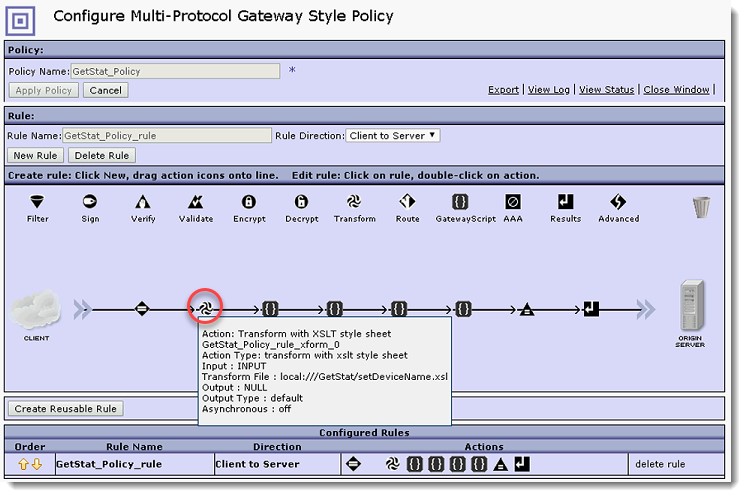 Configure Multi-Protocol Gateway Style Policy
Policy:
Policy Name: GetStat_Policy *
Apply Policy Cancel Export | View Log | View Status | Close Window |
Rule:
Rule Name: GetStat_Policy_rule Rule Direction: Client to Server
New Rule Delete Rule
Create rule: Click New, drag action icons onto line. Edit rule: Click on rule, double-click on action.
Filter Sign Verify Validate Encrypt Decrypt Transform Route GatewayScript AAA Results Advanced
CLIENT
ORIGIN
SERVER
Action: Transform with XSLT style sheet
GetStat_Policy_rule_xform_0
Action Type: transform with xslt style sheet
Input : INPUT
Transform File : local:///GetStat/setDeviceName.xsl
Output : NULL
Output Type : default
Asynchronous : off
Create Reusable Rule
Configured Rules
Order Rule Name Direction Actions
GetStat_Policy_rule Client to Server delete rule